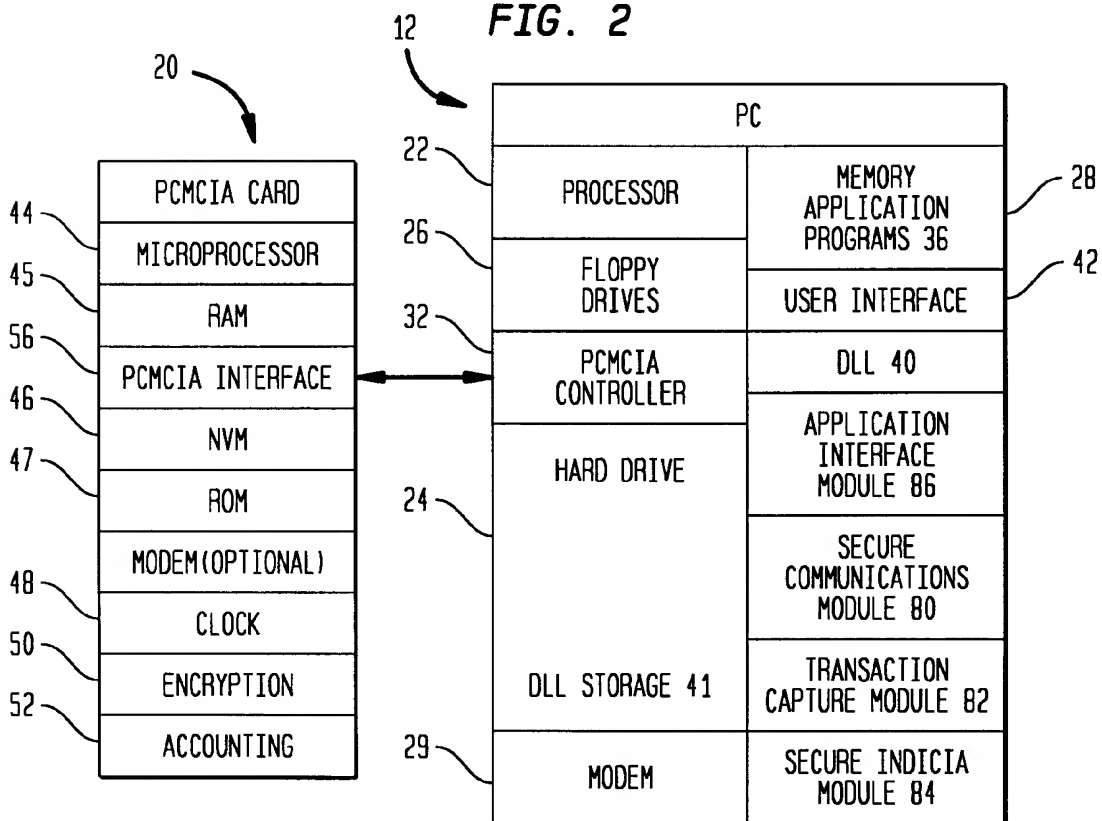 FIG. 2
12
20
PCMCIA CARD
44
MICROPROCESSOR
45
RAM
56
PCMCIA INTERFACE
46
NVM
47
ROM
MODEM(OPTIONAL)
48
CLOCK
50
ENCRYPTION
52
ACCOUNTING
PC
22
PROCESSOR
26
FLOPPY
DRIVES
32
PCMCIA
CONTROLLER
24
HARD DRIVE
DLL STORAGE 41
29
MODEM
MEMORY
APPLICATION
PROGRAMS 36
28
USER INTERFACE
42
DLL 40
APPLICATION
INTERFACE
MODULE 86
SECURE
COMMUNICATIONS
MODULE 80
TRANSACTION
CAPTURE MODULE 82
SECURE INDICIA
MODULE 84